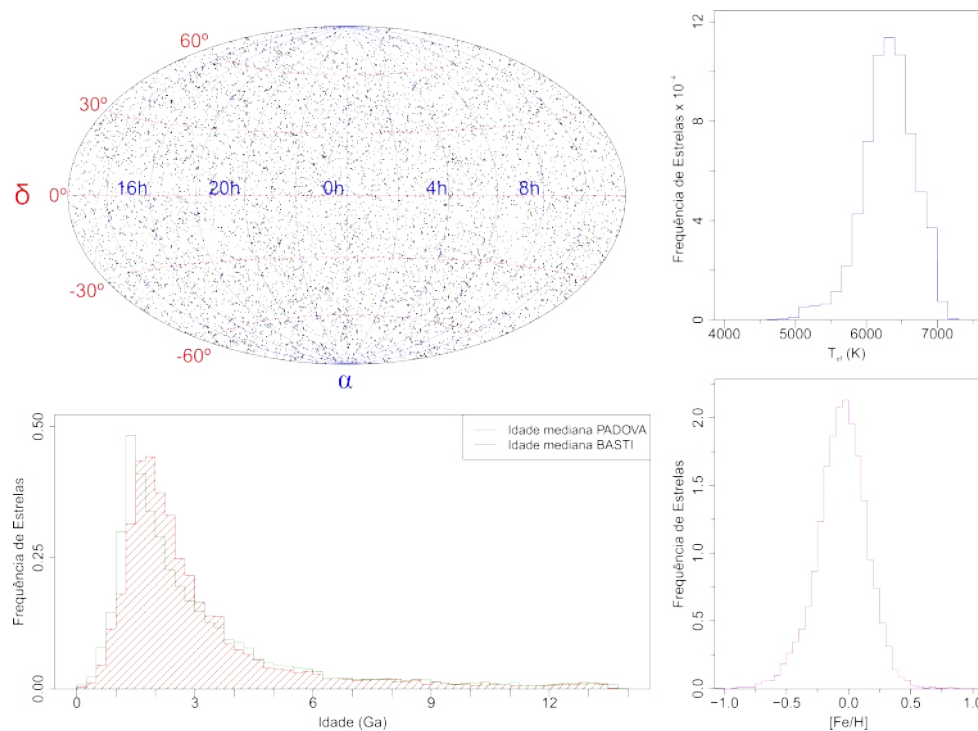 60º
30º
δ
0º
16h
20h
0h
4h
8h
-30º
-60º
α
Frequência de Estrelas x 10⁻⁴
12
8
4
0
4000
5000
6000
7000
T_ef (K)
Idade mediana PADOVA
Idade mediana BASTI
Frequência de Estrelas
0.50
0.25
0.00
0
3
6
9
12
Idade (Ga)
Frequência de Estrelas
2.0
1.5
1.0
0.5
0.0
-1.0
-0.5
0.0
0.5
1.0
[Fe/H]